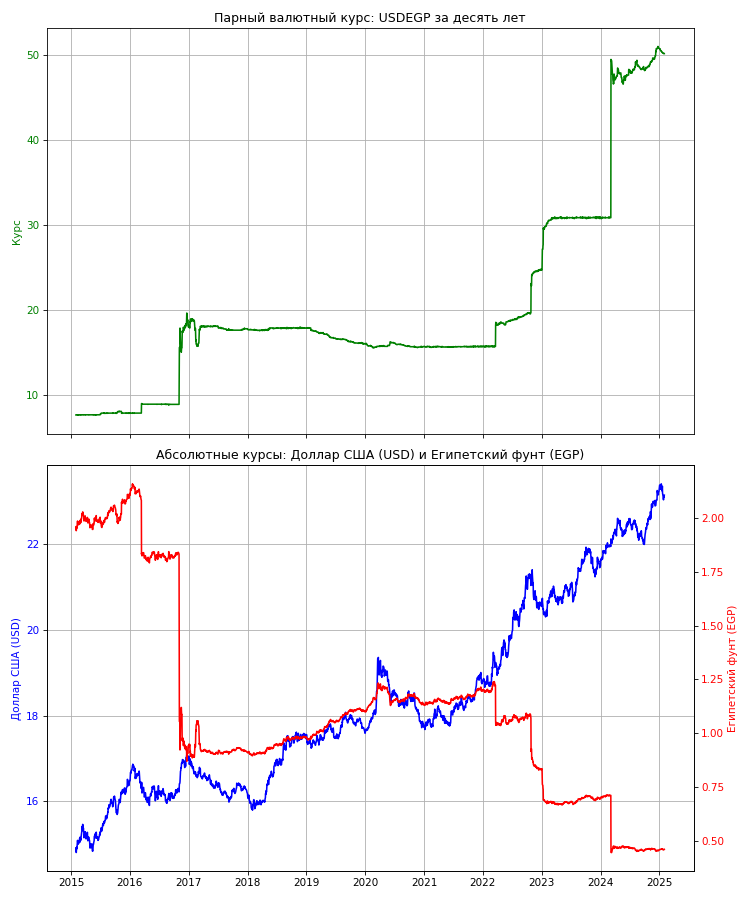 Парный валютный курс: USDEGP за десять лет
50
40
30
20
10
Курс
Абсолютные курсы: Доллар США (USD) и Египетский фунт (EGP)
22
20
18
16
Доллар США (USD)
2.00
1.75
1.50
1.25
1.00
0.75
0.50
Египетский фунт (EGP)
2015 2016 2017 2018 2019 2020 2021 2022 2023 2024 2025